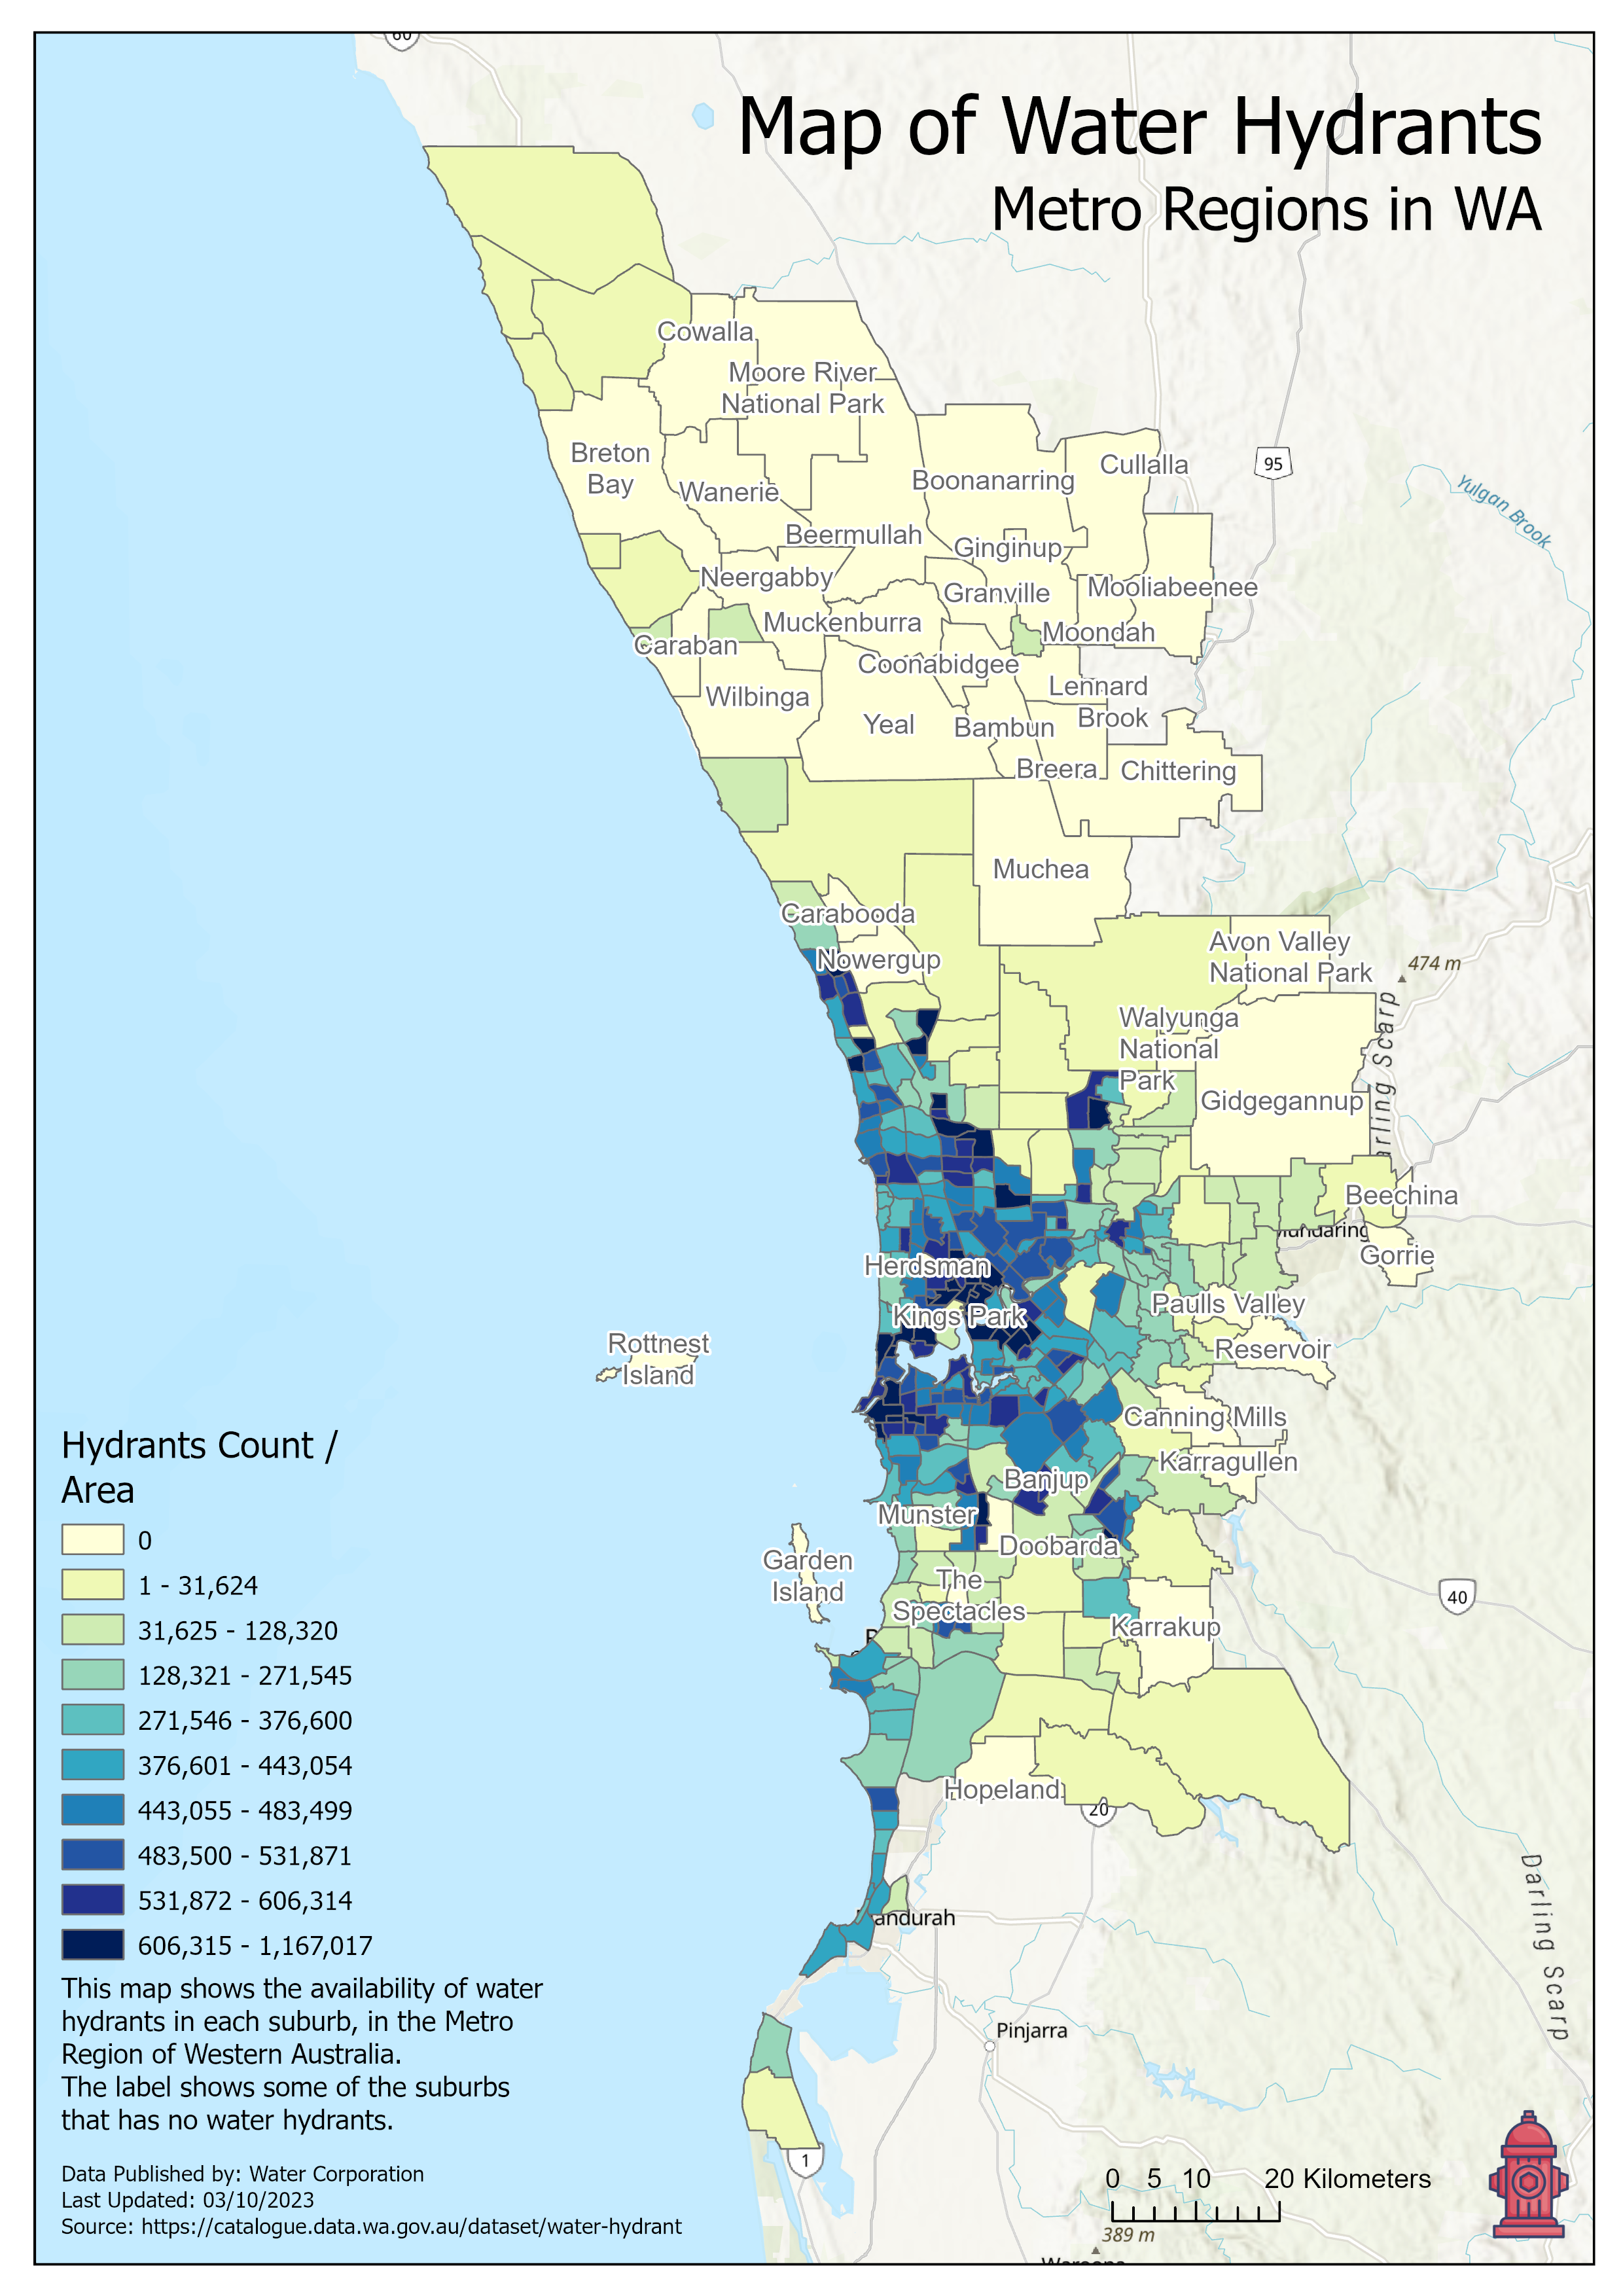 60
Map of Water Hydrants
Metro Regions in WA
Cowalla
Moore River
National Park
Breton
Bay
Wanerie
Boonanarring
Cullalla
95
Yulgan Brook
Beermullah
Ginginup
Neergabby
Granville
Mooliabeenee
Muckenburra
Moondah
Caraban
Coonabidgee
Wilbinga
Lennard
Brook
Yeal
Bambun
Breera
Chittering
Muchea
Carabooda
Nowergup
Avon Valley
National Park
474 m
Walyunga
National
Park
Gidgegannup
arling Scarp
Beechina
Mundaring
Gorrie
Herdsman
Kings Park
Paulls Valley
Reservoir
Rottnest
Island
Canning Mills
Karragullen
Banjup
Munster
Doobarda
Garden
Island
The
Spectacles
40
Karrakup
R
Hopeland
20
andurah
Darling Scarp
Pinjarra
1
Hydrants Count /
Area
0
1 - 31,624
31,625 - 128,320
128,321 - 271,545
271,546 - 376,600
376,601 - 443,054
443,055 - 483,499
483,500 - 531,871
531,872 - 606,314
606,315 - 1,167,017
This map shows the availability of water
hydrants in each suburb, in the Metro
Region of Western Australia.
The label shows some of the suburbs
that has no water hydrants.
Data Published by: Water Corporation
Last Updated: 03/10/2023
Source: https://catalogue.data.wa.gov.au/dataset/water-hydrant
0 5 10 20 Kilometers
389 m